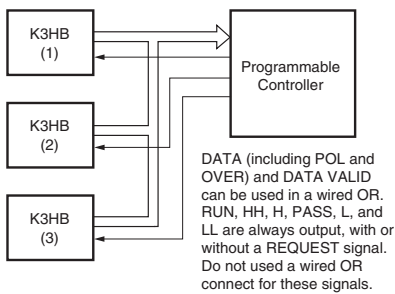 K3HB
(1)
Programmable
Controller
K3HB
(2)
K3HB
(3)
DATA (including POL and
OVER) and DATA VALID
can be used in a wired OR.
RUN, HH, H, PASS, L, and
LL are always output, with or
without a REQUEST signal.
Do not used a wired OR
connect for these signals.